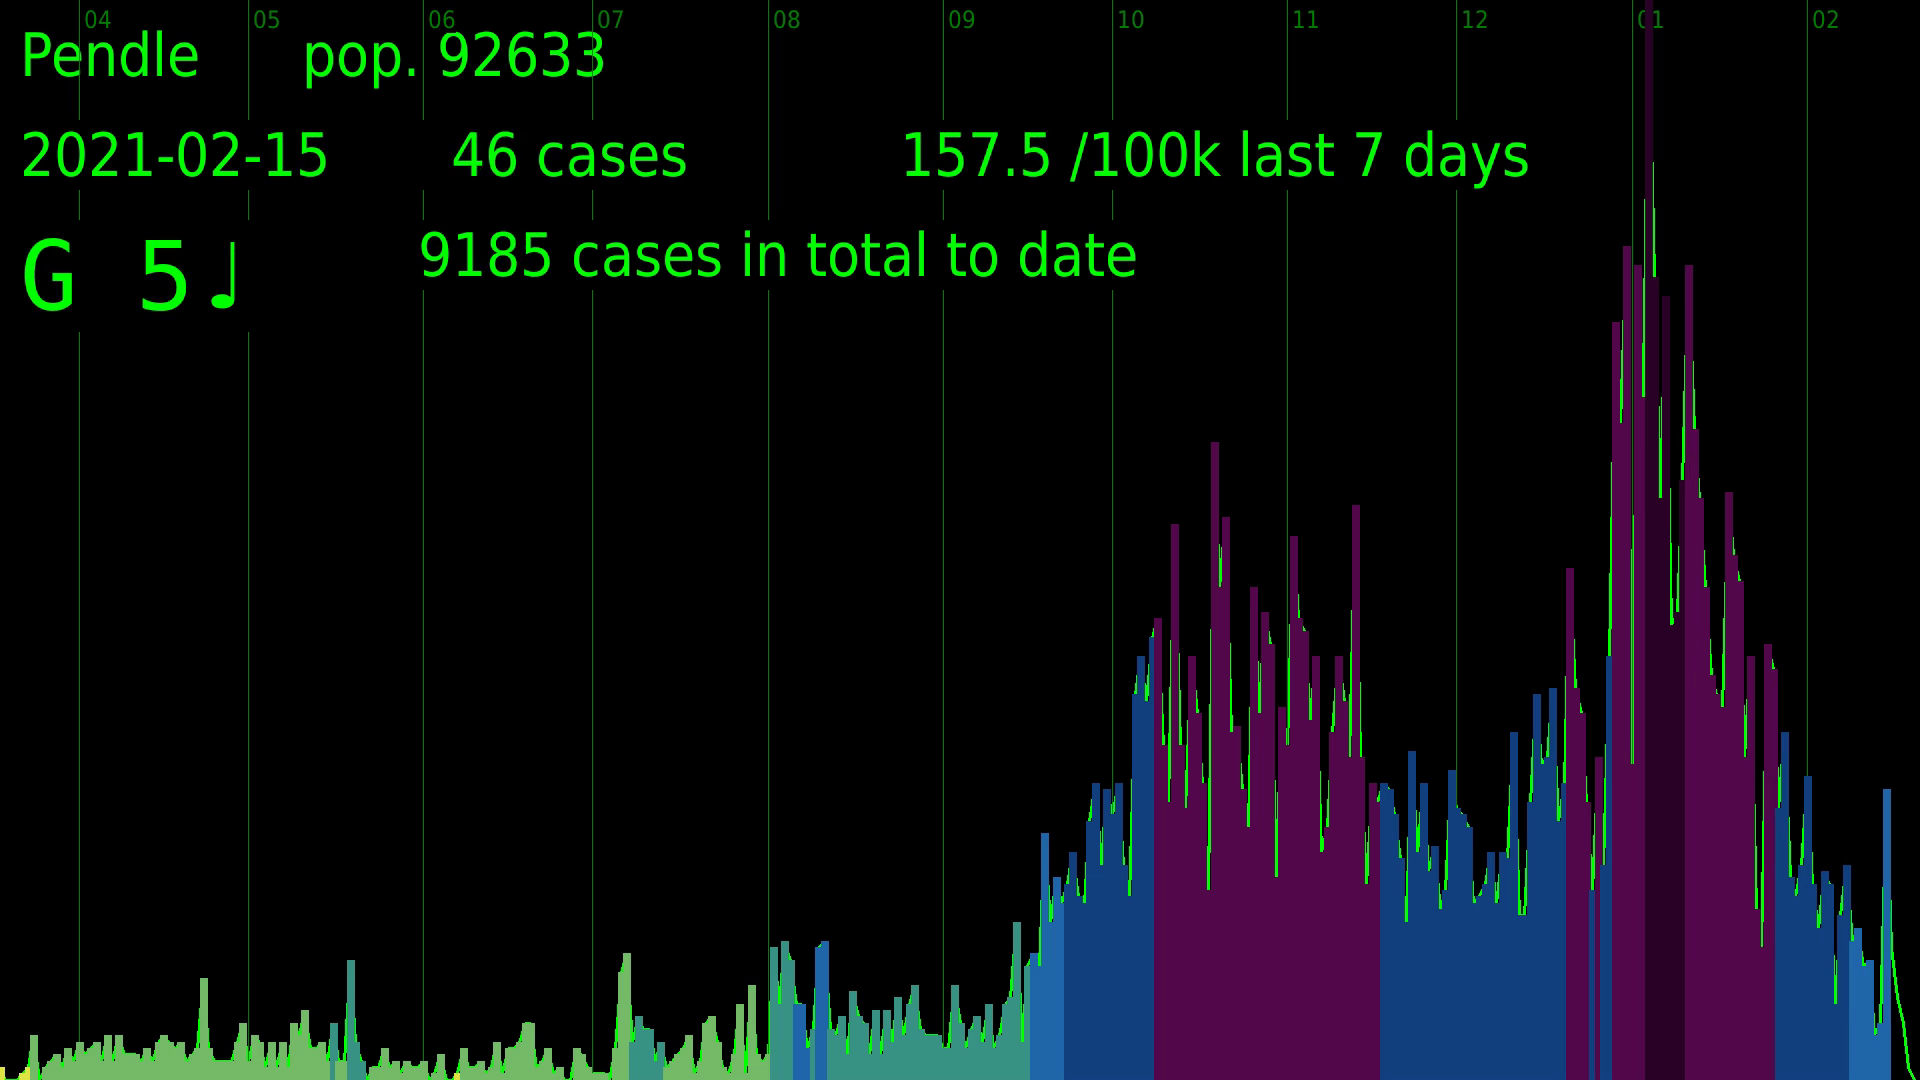 04 05 06 07 08 09 10 11 12 01 02
Pendle pop. 92633
2021-02-15 46 cases 157.5 /100k last 7 days
G 5♩ 9185 cases in total to date